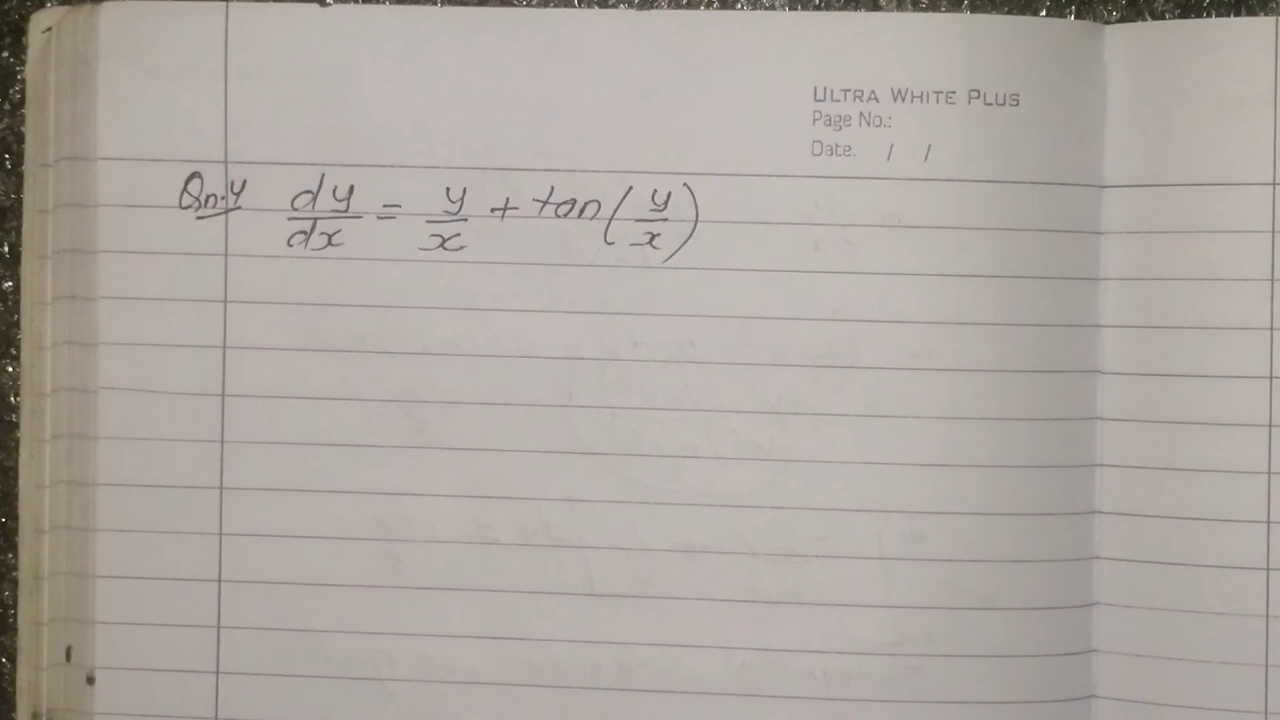 ULTRA WHITE PLUS
Page No.:
Date. / /
Qn.4 dy/dx = y/x + tan(y/x)